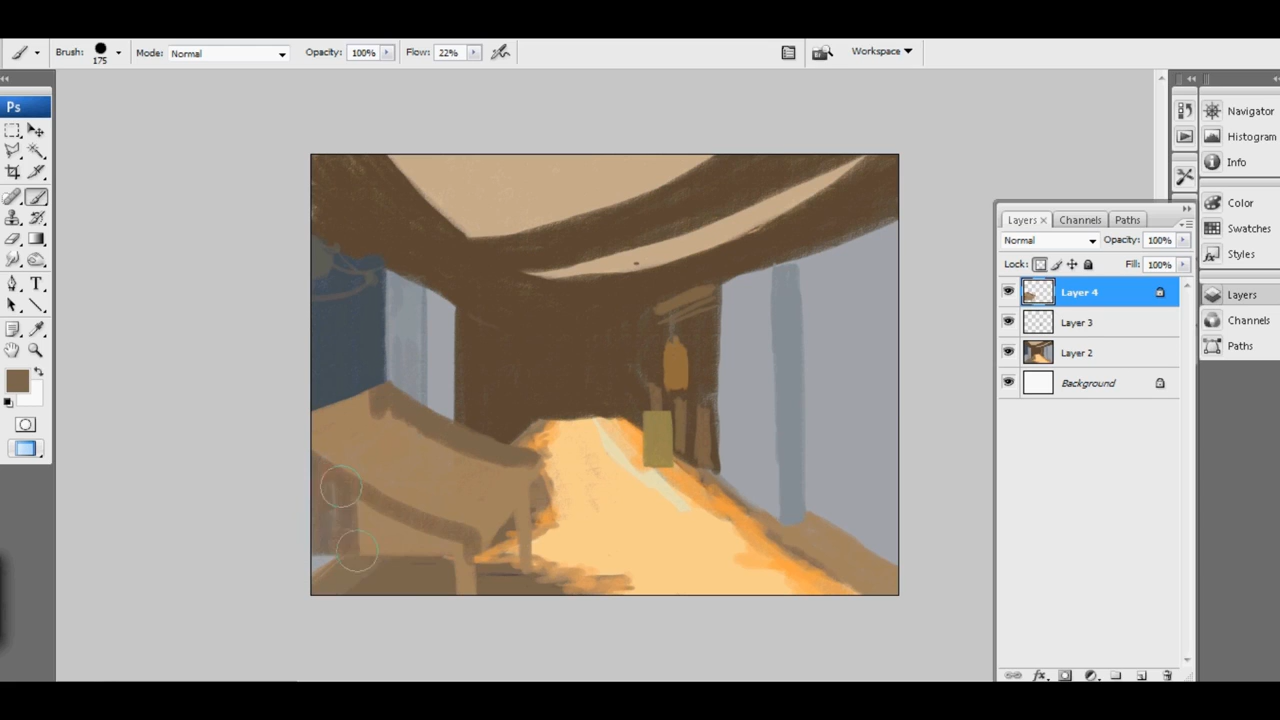 Brush: 175 Mode: Normal Opacity: 100% Flow: 22% Workspace
Ps
Navigator
Histogram
Info
Color
Swatches
Styles
Layers
Channels
Paths
Layers Channels Paths
Normal Opacity: 100%
Lock: Fill: 100%
Layer 4
Layer 3
Layer 2
Background
T
fx